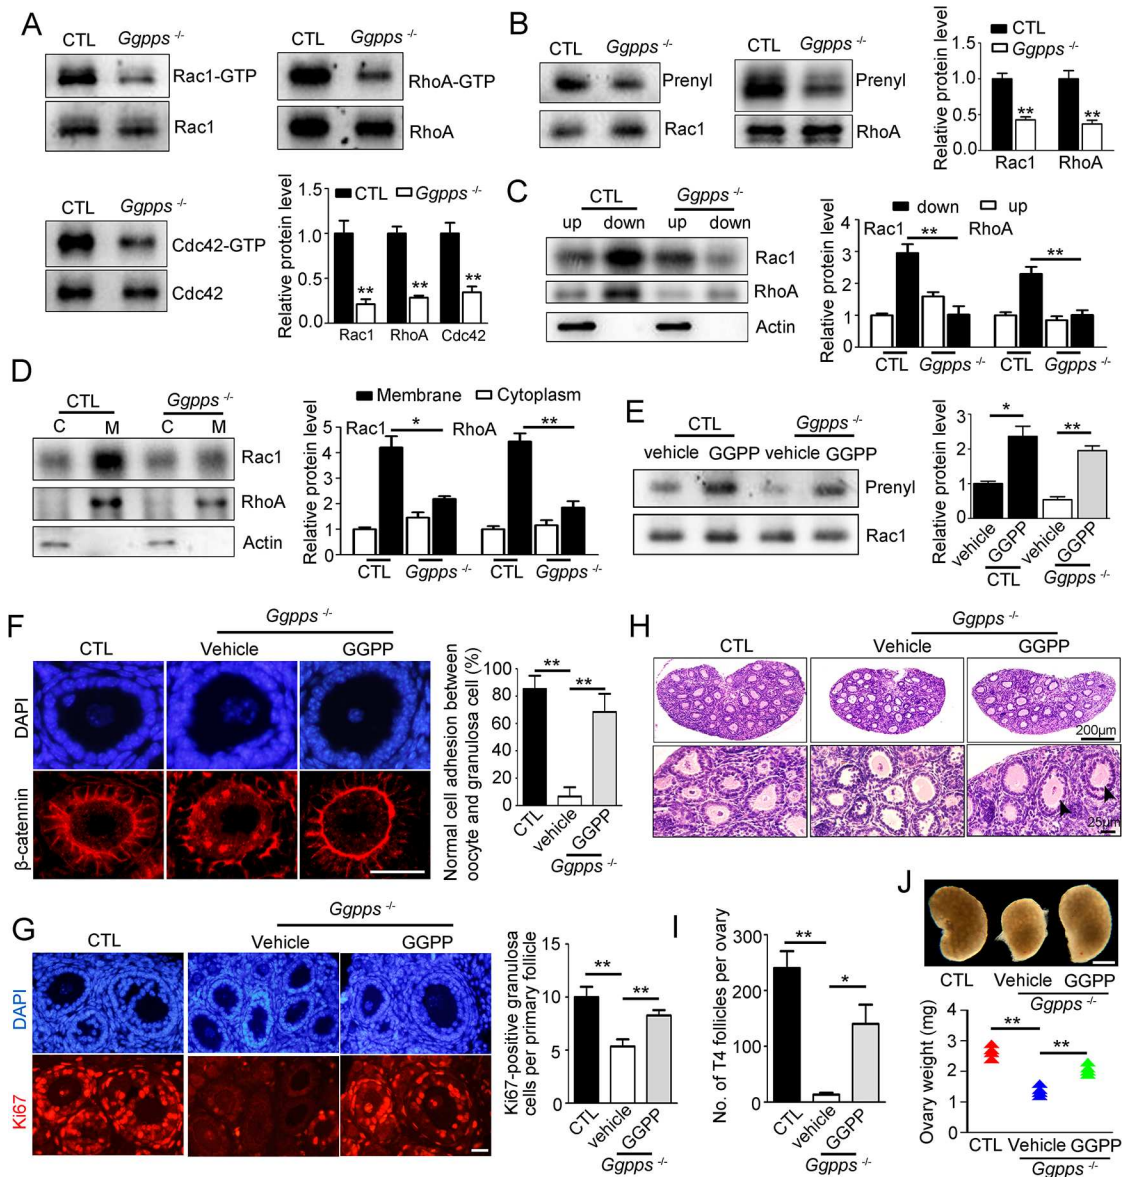 A
CTL Ggpps -/-
Rac1-GTP
Rac1
CTL Ggpps -/-
RhoA-GTP
RhoA
CTL Ggpps -/-
Cdc42-GTP
Cdc42
CTL Ggpps -/-
Relative protein level
1.5
1.0
0.5
0.0
** ** **
Rac1 RhoA Cdc42
B
CTL Ggpps -/-
Prenyl
Rac1
CTL Ggpps -/-
Prenyl
RhoA
CTL
Ggpps -/-
Relative protein level
1.5
1.0
0.5
0.0
** **
Rac1 RhoA
C
CTL Ggpps -/-
up down up down
Rac1
RhoA
Actin
down up
Rac1 RhoA
Relative protein level
4
3
2
1
0
** **
CTL Ggpps -/- CTL Ggpps -/-
D
CTL Ggpps -/-
C M C M
Rac1
RhoA
Actin
Membrane Cytoplasm
Rac1 RhoA
Relative protein level
5
4
3
2
1
0
* **
CTL Ggpps -/- CTL Ggpps -/-
E
CTL Ggpps -/-
vehicle GGPP vehicle GGPP
Prenyl
Rac1
Relative protein level
3
2
1
0
* **
vehicle GGPP vehicle GGPP
CTL Ggpps -/-
F
Ggpps -/-
CTL Vehicle GGPP
DAPI
β-catennin
Normal cell adhesion between
oocyte and granulosa cell (%)
100
80
60
40
20
0
** **
CTL vehicle GGPP
Ggpps -/-
G
Ggpps -/-
CTL Vehicle GGPP
DAPI
Ki67
Ki67-positive granulosa
cells per primary follicle
15
10
5
0
** **
CTL vehicle GGPP
Ggpps -/-
H
Ggpps -/-
CTL Vehicle GGPP
200µm
25µm
I
No. of T4 follicles per ovary
300
200
100
0
** *
CTL vehicle GGPP
Ggpps -/-
J
CTL Vehicle GGPP
Ggpps -/-
Ovary weight (mg)
4
3
2
1
0
** **
CTL Vehicle GGPP
Ggpps -/-